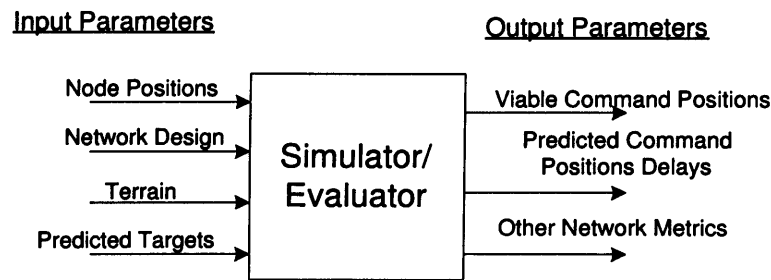 Input Parameters
Output Parameters
Node Positions
Network Design
Terrain
Predicted Targets
Simulator/
Evaluator
Viable Command Positions
Predicted Command
Positions Delays
Other Network Metrics